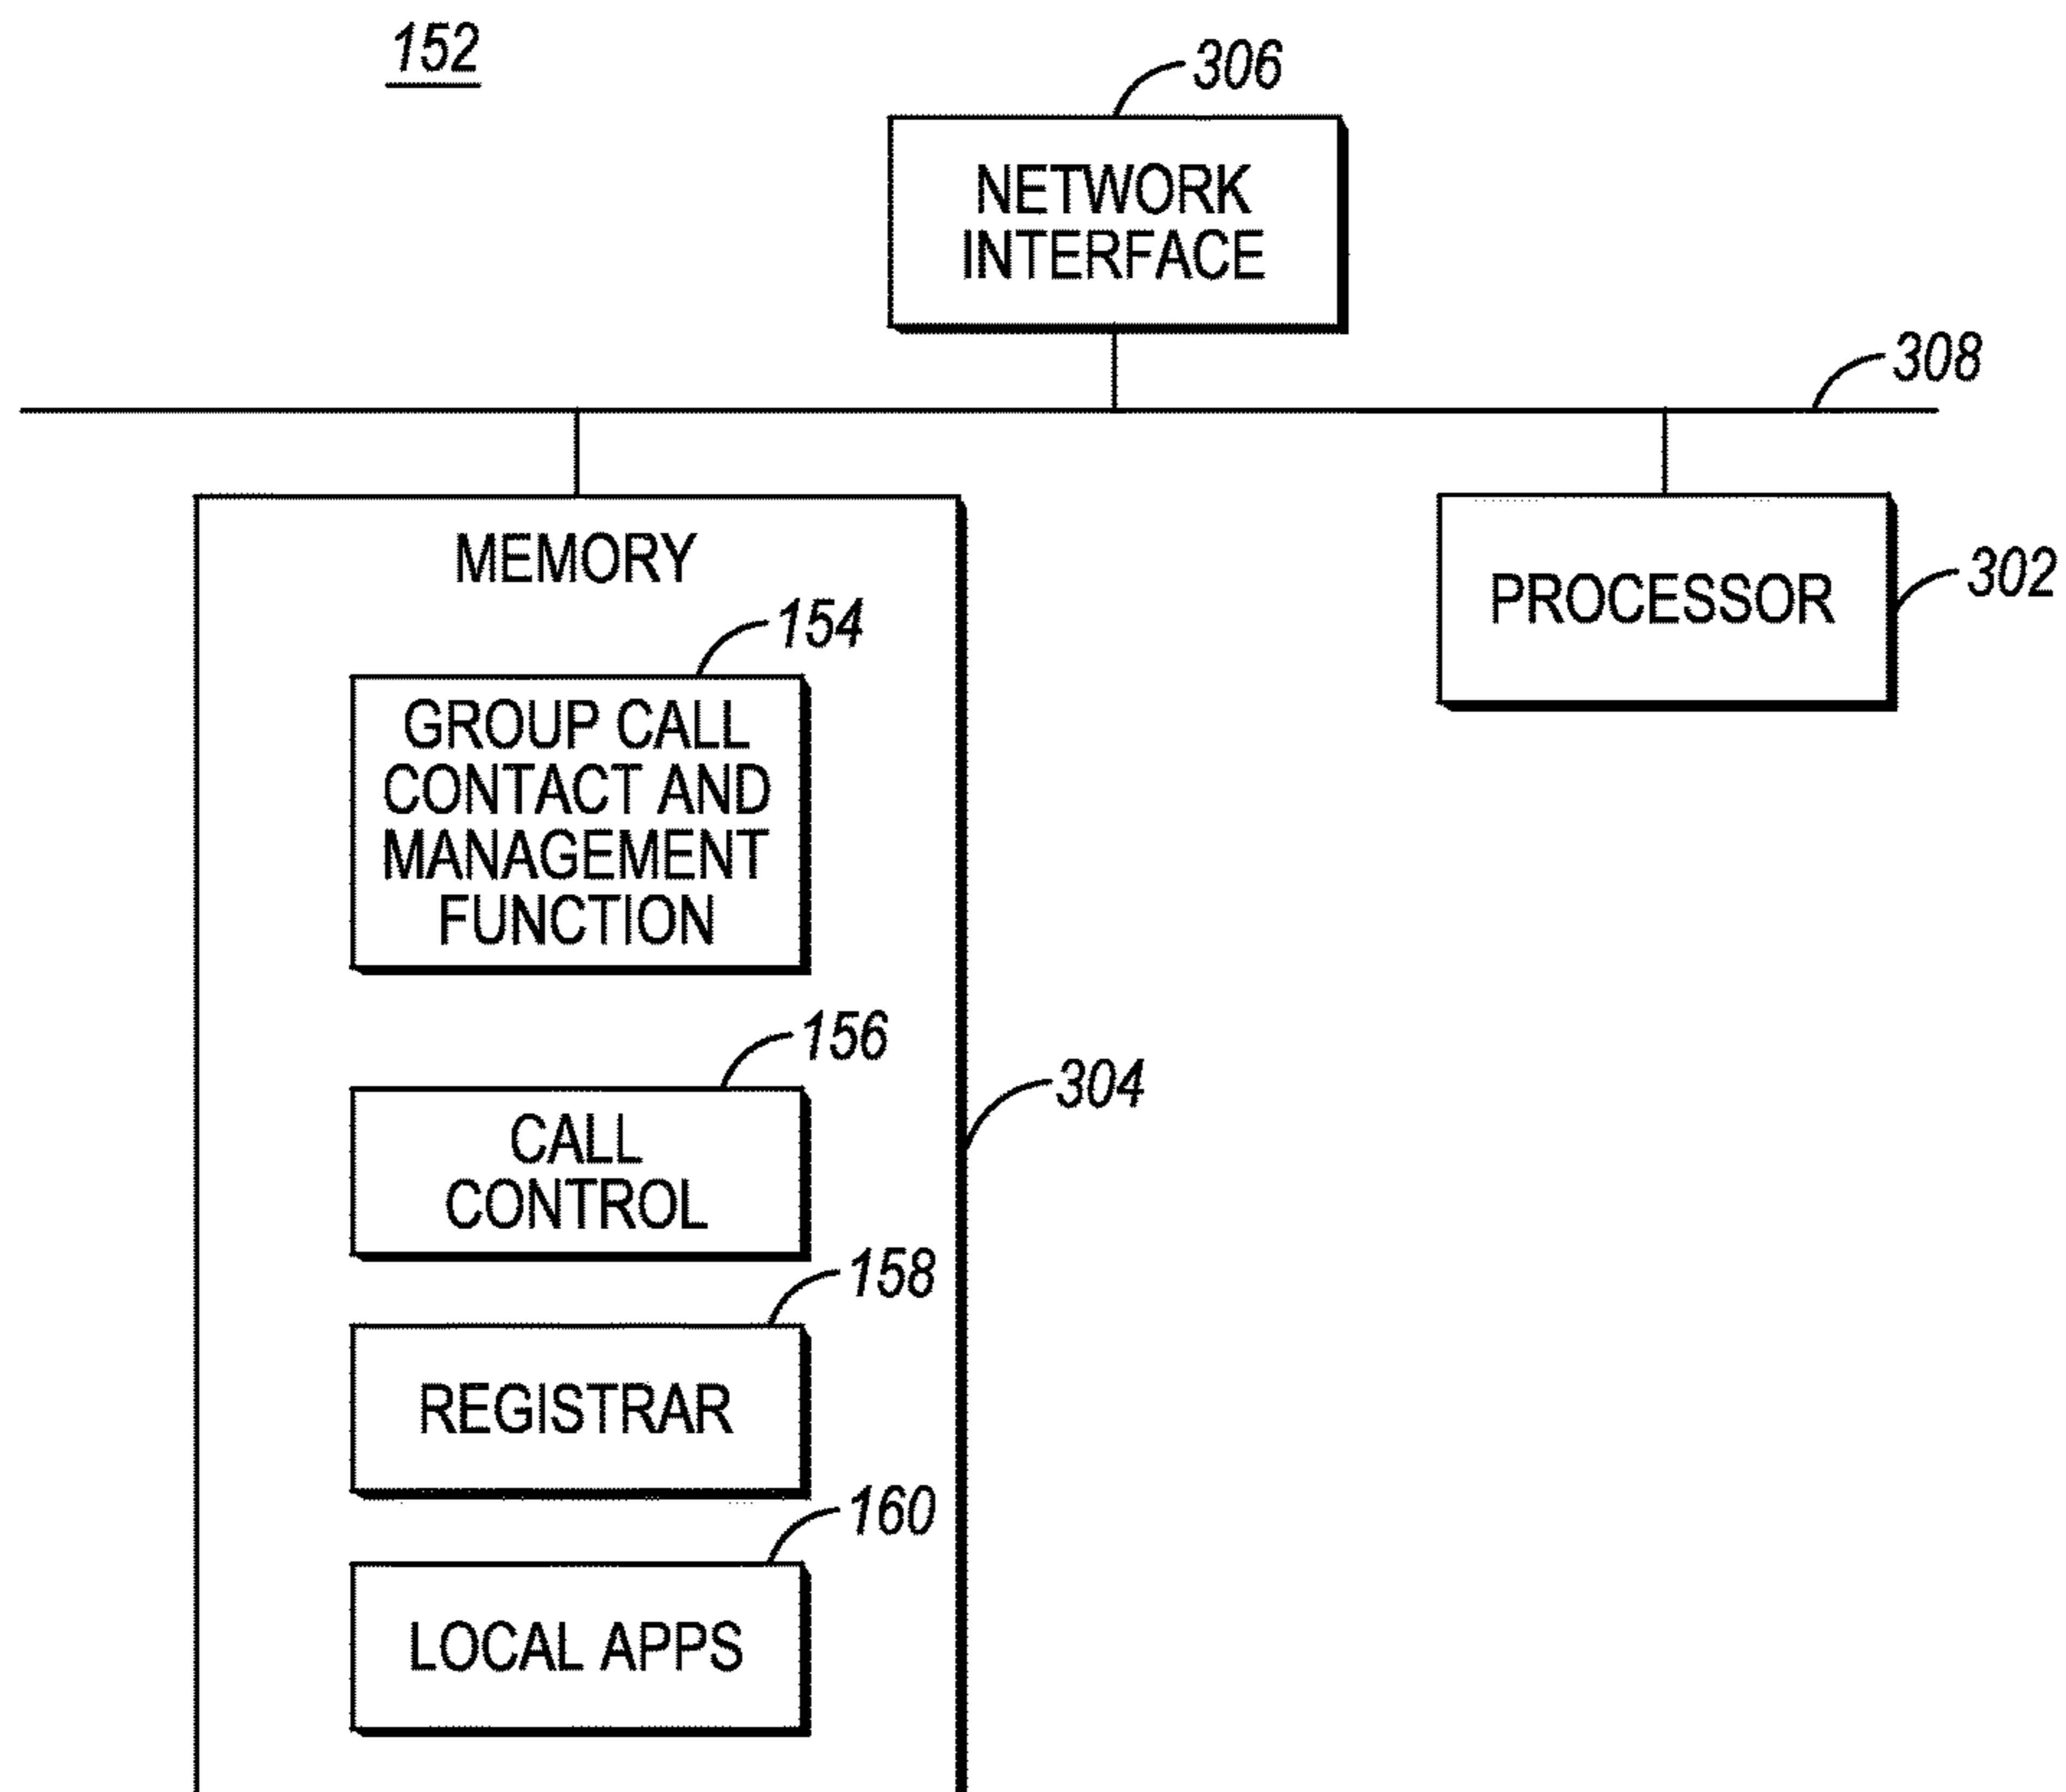 152
306
NETWORK
INTERFACE
308
MEMORY
PROCESSOR
302
154
GROUP CALL
CONTACT AND
MANAGEMENT
FUNCTION
156
304
CALL
CONTROL
158
REGISTRAR
160
LOCAL APPS